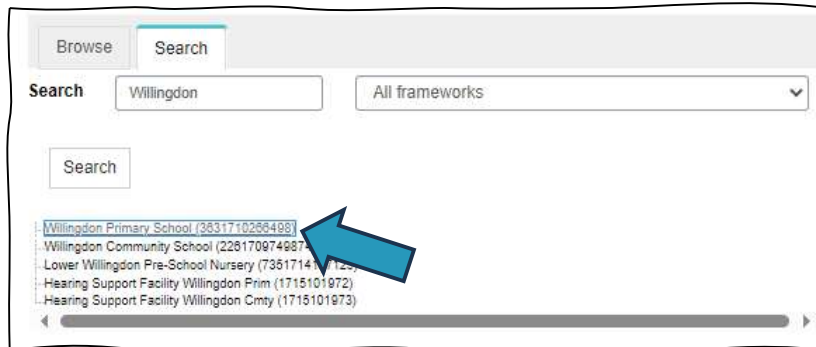 Browse Search
Search Willingdon All frameworks
Search
Willingdon Primary School (3631710266498)
Willingdon Community School
Lower Willingdon Pre-School Nursery
Hearing Support Facility Willingdon Prim (1715101972)
Hearing Support Facility Willingdon Cmty (1715101973)